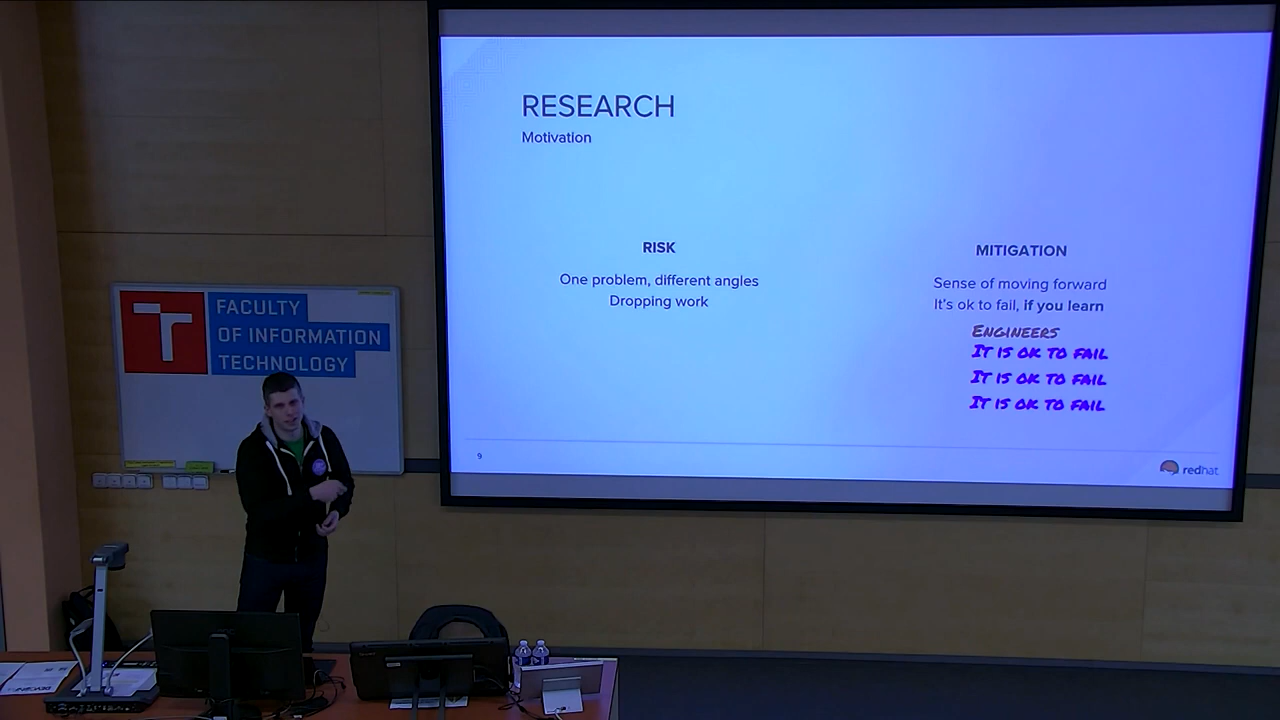 RESEARCH
Motivation
RISK
One problem, different angles
Dropping work
MITIGATION
Sense of moving forward
It's ok to fail, if you learn
ENGINEERS
IT IS OK TO FAIL
IT IS OK TO FAIL
IT IS OK TO FAIL
9
redhat
FACULTY
OF INFORMATION
TECHNOLOGY